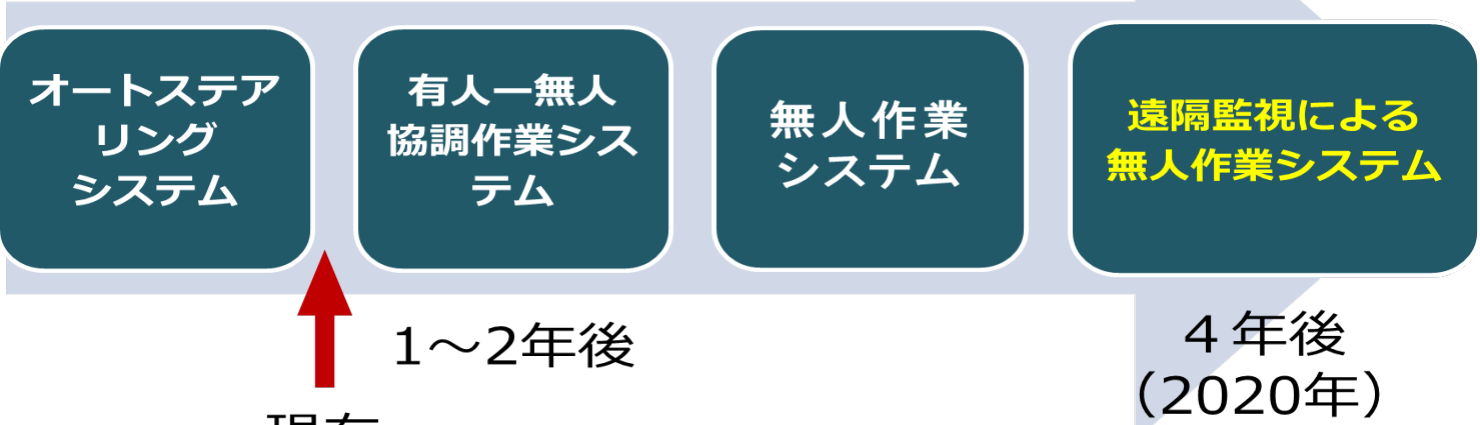 オートステア
リング
システム
有人ー無人
協調作業シス
テム
無人作業
システム
遠隔監視による
無人作業システム
1～2年後
４年後
（2020年）
現在